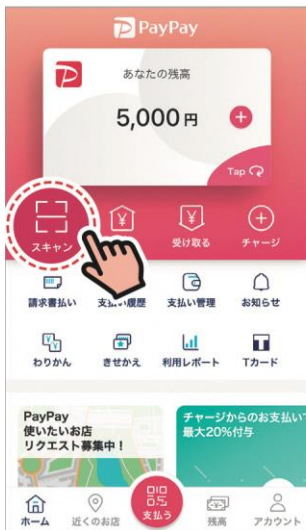 PayPay
あなたの残高
5,000円
Tap
スキャン
受け取る
チャージ
請求書払い
支払い履歴
支払い管理
お知らせ
わりかん
きせかえ
利用レポート
Tカード
PayPay
使いたいお店
リクエスト募集中!
チャージからのお支払い
最大20%付与
ホーム
近くのお店
支払う
残高
アカウント